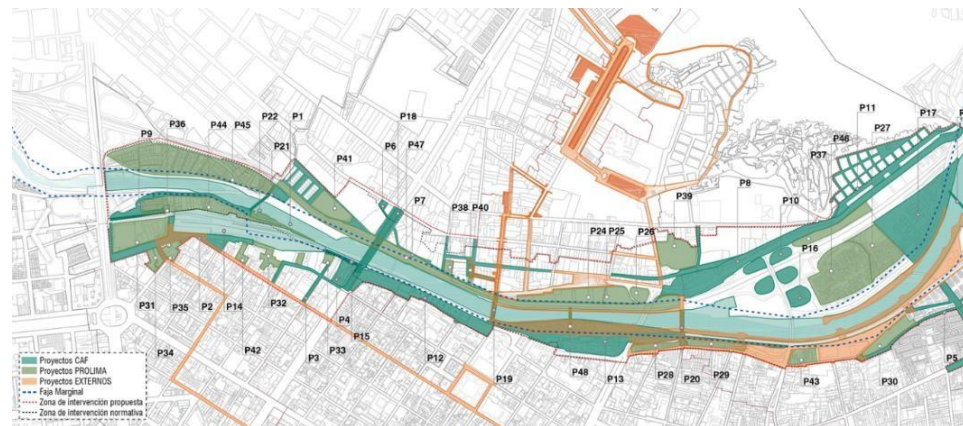 P9
P36
P44
P45
P22
P21
P1
P41
P18
P6
P47
P7
P38
P40
P24
P25
P26
P39
P8
P10
P16
P37
P46
P11
P27
P17
P31
P35
P34
P2
P14
P42
P32
P3
P33
P4
P15
P12
P19
P48
P13
P28
P20
P29
P43
P30
P5
Proyectos CAF
Proyectos PROLIMA
Proyectos EXTERNOS
Faja Marginal
Zona de intervención propuesta
Zona de intervención normativa